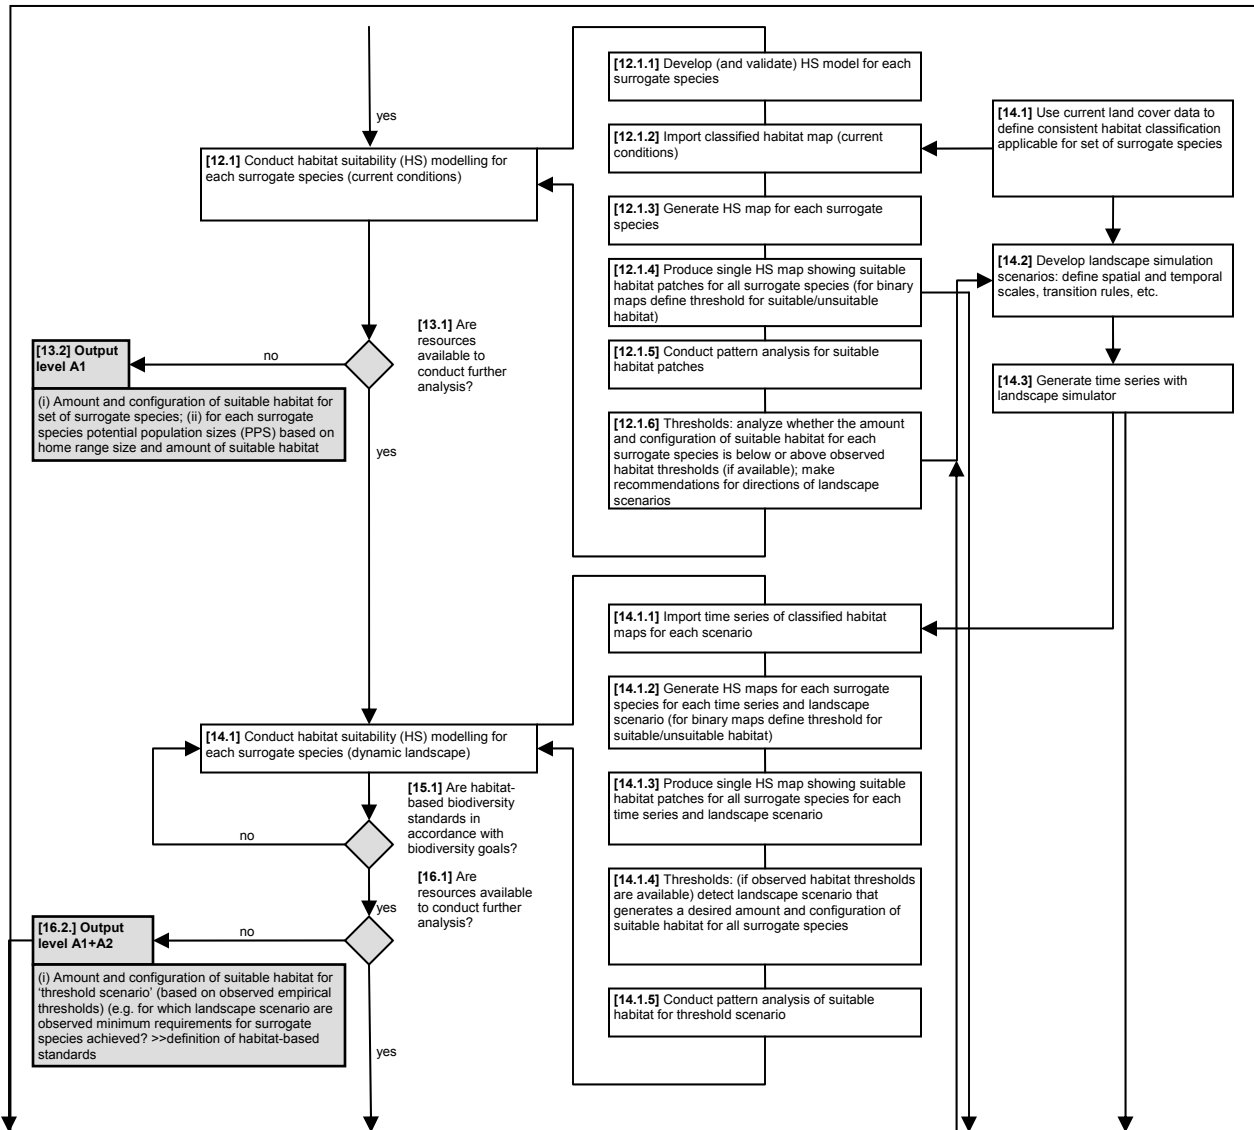 yes
[12.1] Conduct habitat suitability (HS) modelling for
each surrogate species (current conditions)
[12.1.1] Develop (and validate) HS model for each
surrogate species
[12.1.2] Import classified habitat map (current
conditions)
[12.1.3] Generate HS map for each surrogate
species
[12.1.4] Produce single HS map showing suitable
habitat patches for all surrogate species (for binary
maps define threshold for suitable/unsuitable
habitat)
[12.1.5] Conduct pattern analysis for suitable
habitat patches
[12.1.6] Thresholds: analyze whether the amount
and configuration of suitable habitat for each
surrogate species is below or above observed
habitat thresholds (if available); make
recommendations for directions of landscape
scenarios
[14.1] Use current land cover data to
define consistent habitat classification
applicable for set of surrogate species
[14.2] Develop landscape simulation
scenarios: define spatial and temporal
scales, transition rules, etc.
[14.3] Generate time series with
landscape simulator
[13.1] Are
resources
available to
conduct further
analysis?
no
[13.2] Output
level A1
(i) Amount and configuration of suitable habitat for
set of surrogate species; (ii) for each surrogate
species potential population sizes (PPS) based on
home range size and amount of suitable habitat
yes
[14.1] Conduct habitat suitability (HS) modelling for
each surrogate species (dynamic landscape)
[14.1.1] Import time series of classified habitat
maps for each scenario
[14.1.2] Generate HS maps for each surrogate
species for each time series and landscape
scenario (for binary maps define threshold for
suitable/unsuitable habitat)
[14.1.3] Produce single HS map showing suitable
habitat patches for all surrogate species for each
time series and landscape scenario
[14.1.4] Thresholds: (if observed habitat thresholds
are available) detect landscape scenario that
generates a desired amount and configuration of
suitable habitat for all surrogate species
[14.1.5] Conduct pattern analysis of suitable
habitat for threshold scenario
[15.1] Are habitat-
based biodiversity
standards in
accordance with
biodiversity goals?
no
[16.1] Are
resources available
to conduct further
analysis?
yes
no
[16.2.] Output
level A1+A2
(i) Amount and configuration of suitable habitat for
‘threshold scenario’ (based on observed empirical
thresholds) (e.g. for which landscape scenario are
observed minimum requirements for surrogate
species achieved? >>definition of habitat-based
standards
yes